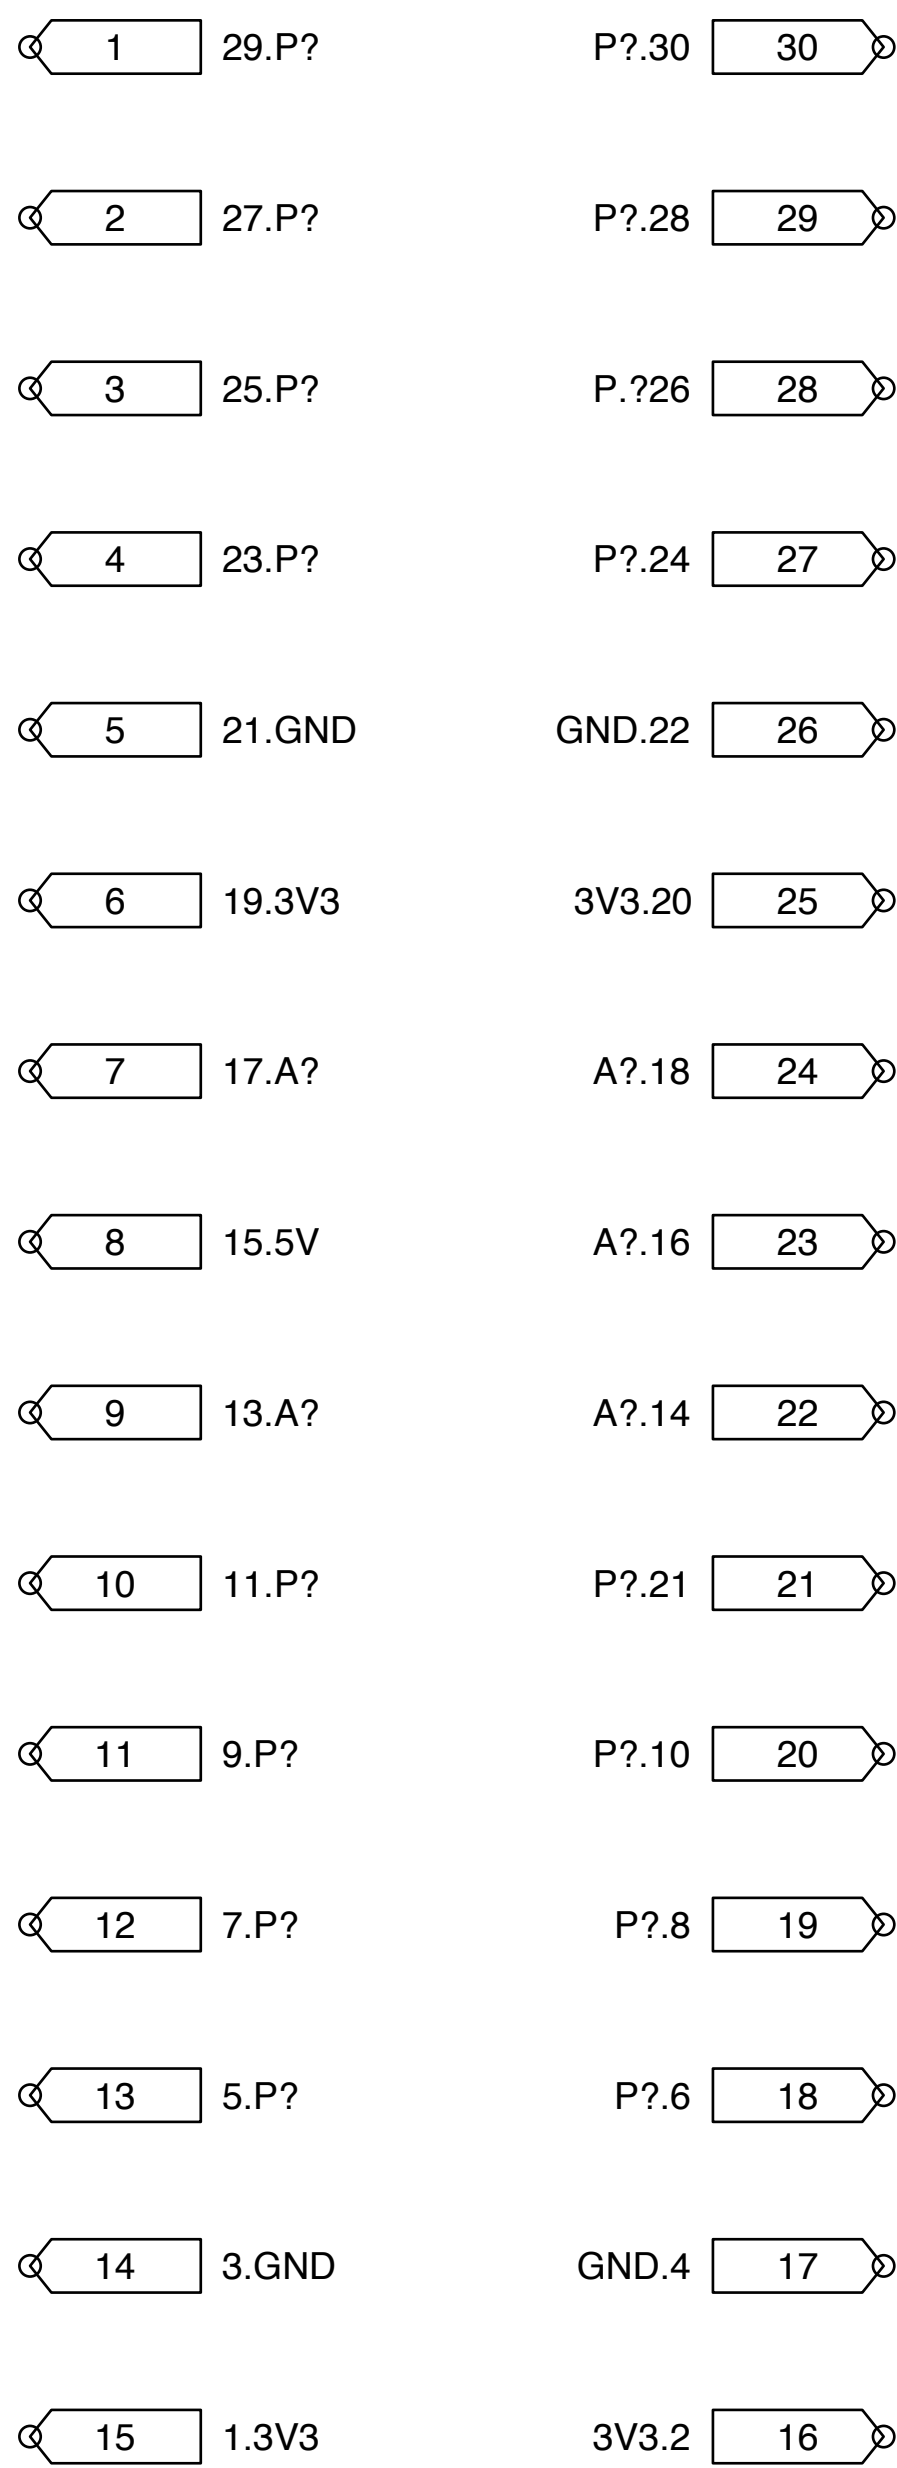 1 29.P? P?.30 30
2 27.P? P?.28 29
3 25.P? P.?26 28
4 23.P? P?.24 27
5 21.GND GND.22 26
6 19.3V3 3V3.20 25
7 17.A? A?.18 24
8 15.5V A?.16 23
9 13.A? A?.14 22
10 11.P? P?.21 21
11 9.P? P?.10 20
12 7.P? P?.8 19
13 5.P? P?.6 18
14 3.GND GND.4 17
15 1.3V3 3V3.2 16